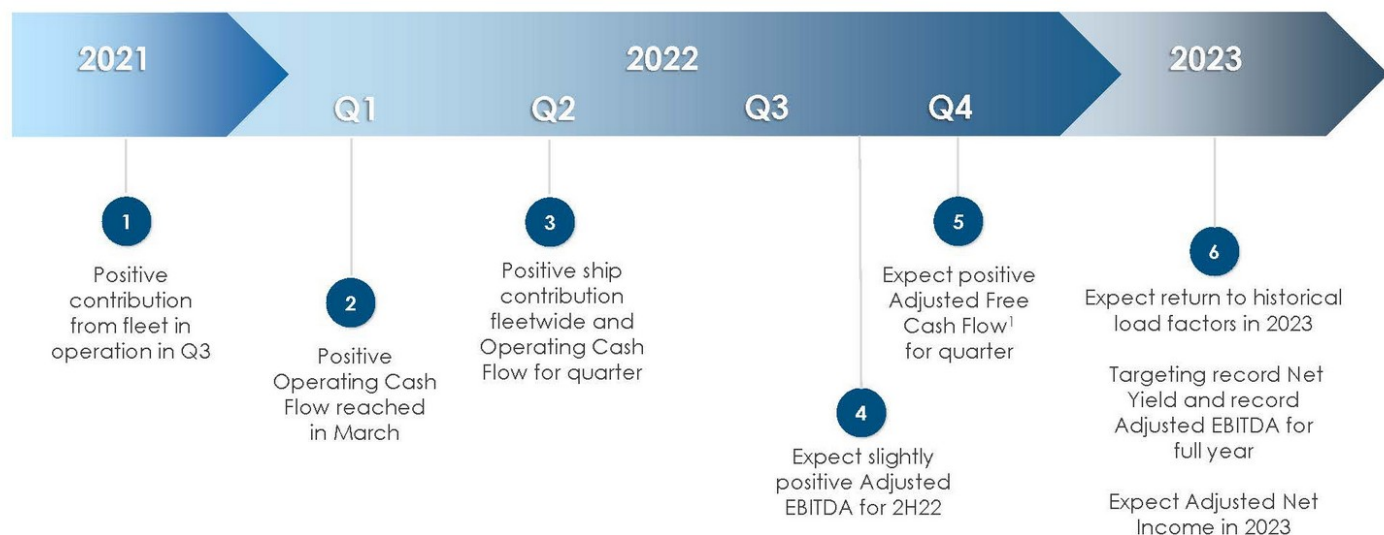 2021
2022
2023
Q1
Q2
Q3
Q4
1
Positive
contribution
from fleet in
operation in Q3
2
Positive
Operating Cash
Flow reached
in March
3
Positive ship
contribution
fleetwide and
Operating Cash
Flow for quarter
4
Expect slightly
positive Adjusted
EBITDA for 2H22
5
Expect positive
Adjusted Free
Cash Flow¹
for quarter
6
Expect return to historical
load factors in 2023
Targeting record Net
Yield and record
Adjusted EBITDA for
full year
Expect Adjusted Net
Income in 2023